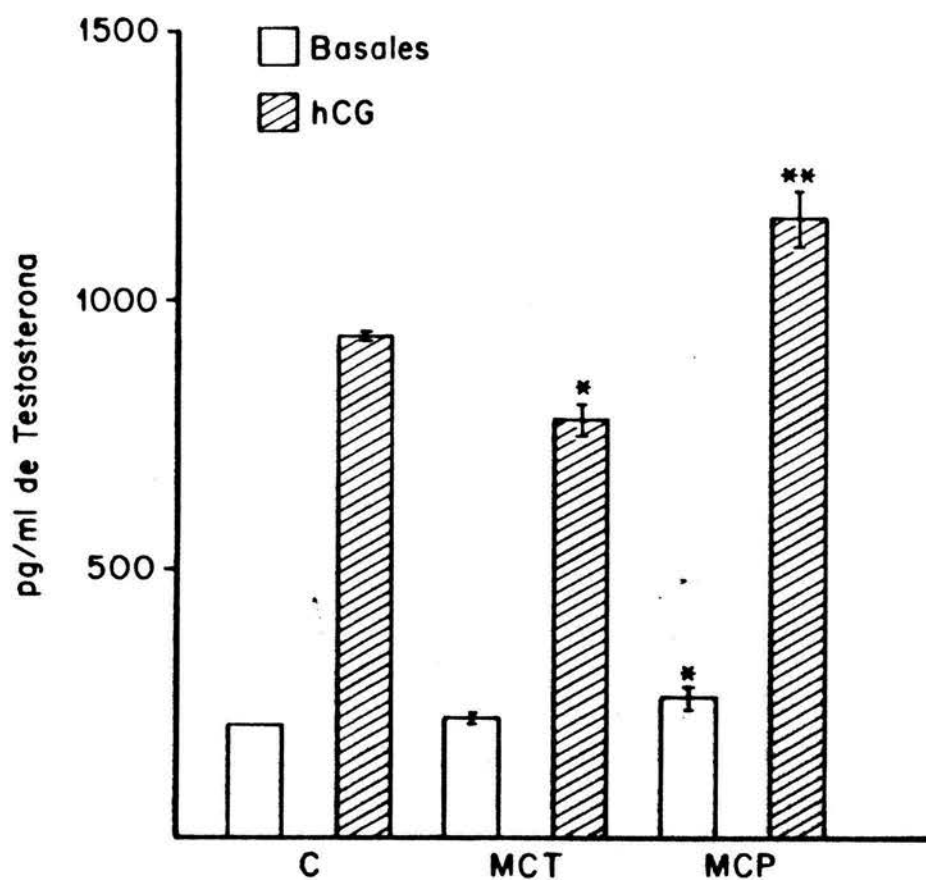 1500
Basales
hCG
**
1000
*
pg/ml de Testosterona
500
*
C MCT MCP